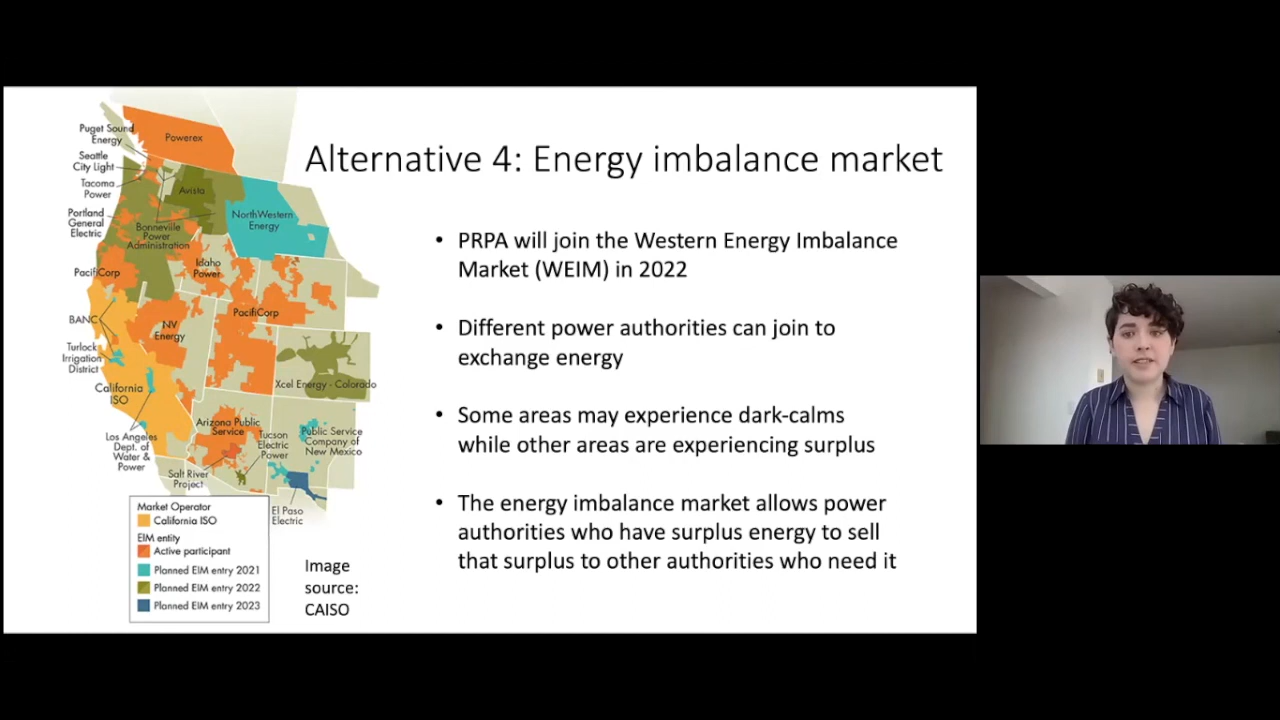 Alternative 4: Energy imbalance market
• PRPA will join the Western Energy Imbalance
Market (WEIM) in 2022
• Different power authorities can join to
exchange energy
• Some areas may experience dark-calms
while other areas are experiencing surplus
• The energy imbalance market allows power
authorities who have surplus energy to sell
that surplus to other authorities who need it
Puget Sound
Energy
Powerex
Seattle
City Light
Tacoma
Power
Avista
Portland
General
Electric
NorthWestern
Energy
Bonneville
Power
Administration
PacifiCorp
Idaho
Power
BANC
NV
Energy
PacifiCorp
Turlock
Irrigation
District
California
ISO
Xcel Energy - Colorado
Los Angeles
Dept. of
Water &
Power
Arizona Public
Service
Tucson
Electric
Power
Public Service
Company of
New Mexico
Salt River
Project
El Paso
Electric
Market Operator
California ISO
EIM entity
Active participant
Planned EIM entry 2021
Planned EIM entry 2022
Planned EIM entry 2023
Image
source:
CAISO